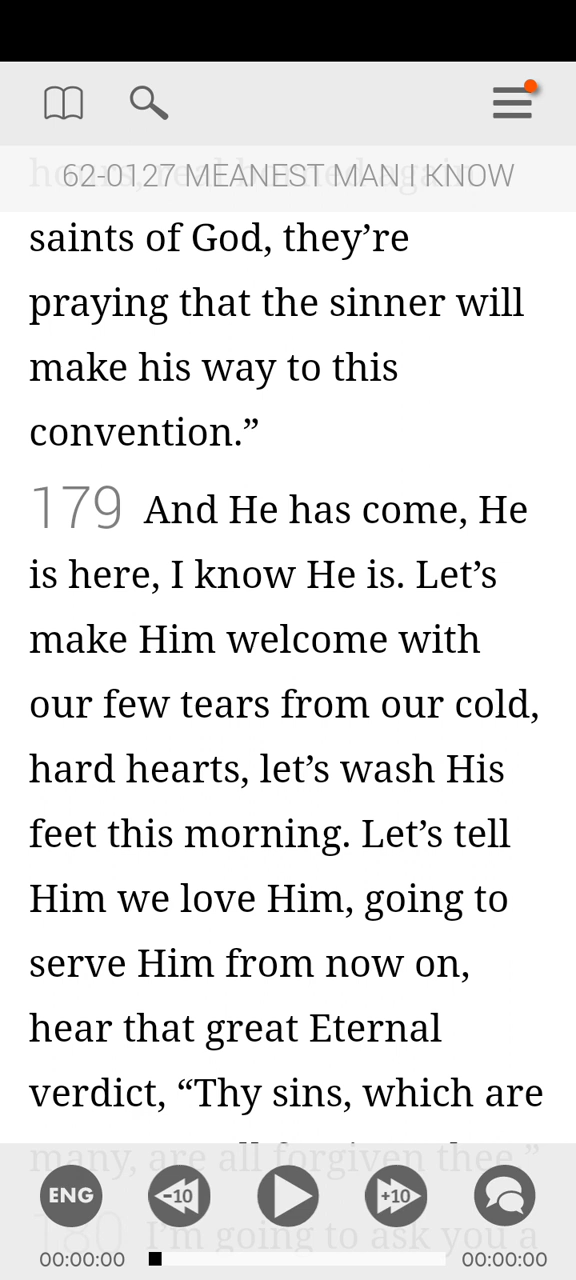 62-0127 MEANEST MAN I KNOW
saints of God, they’re
praying that the sinner will
make his way to this
convention.”
179 And He has come, He
is here, I know He is. Let’s
make Him welcome with
our few tears from our cold,
hard hearts, let’s wash His
feet this morning. Let’s tell
Him we love Him, going to
serve Him from now on,
hear that great Eternal
verdict, “Thy sins, which are
many, are all forgiven thee.”
ENG -10 +10
180 I’m going to ask you a
00:00:00 00:00:00